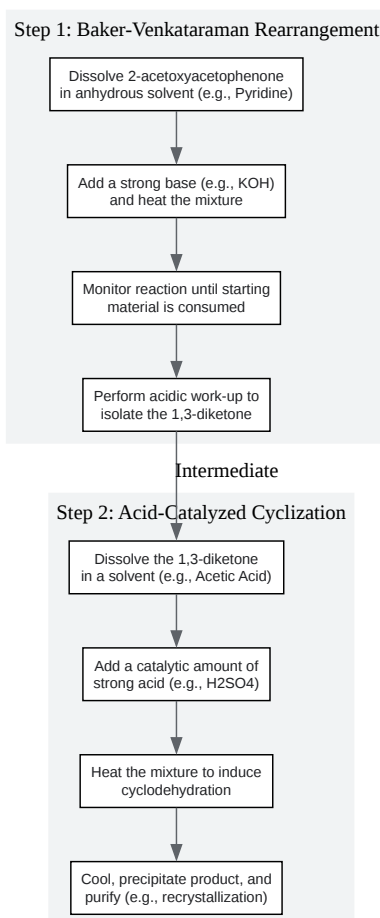 Step 1: Baker-Venkataraman Rearrangement
Dissolve 2-acetoxyacetophenone
in anhydrous solvent (e.g., Pyridine)
Add a strong base (e.g., KOH)
and heat the mixture
Monitor reaction until starting
material is consumed
Perform acidic work-up to
isolate the 1,3-diketone
Intermediate
Step 2: Acid-Catalyzed Cyclization
Dissolve the 1,3-diketone
in a solvent (e.g., Acetic Acid)
Add a catalytic amount of
strong acid (e.g., H2SO4)
Heat the mixture to induce
cyclodehydration
Cool, precipitate product, and
purify (e.g., recrystallization)